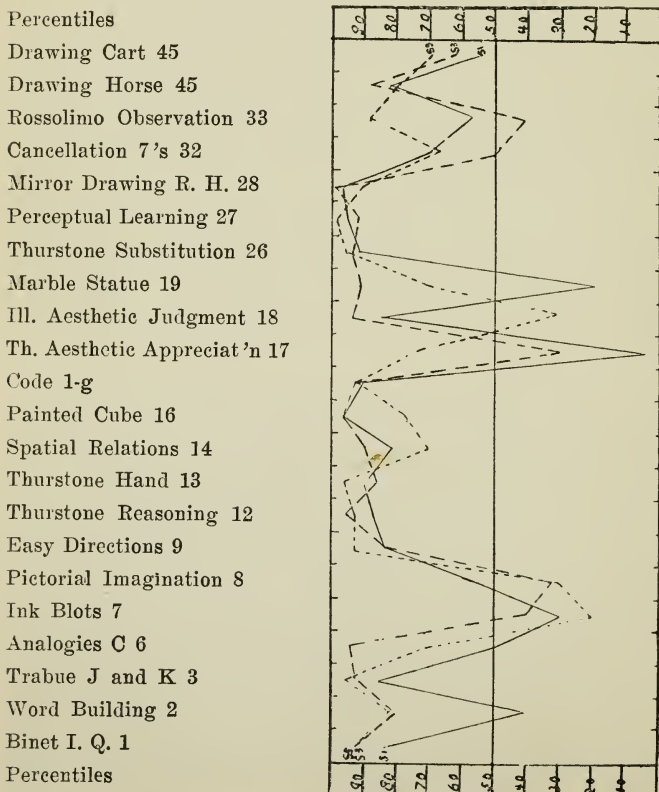 Percentiles 90 80 70 60 50 40 30 20 10
Drawing Cart 45 53 51
Drawing Horse 45
Rossolimo Observation 33
Cancellation 7's 32
Mirror Drawing R. H. 28
Perceptual Learning 27
Thurstone Substitution 26
Marble Statue 19
Ill. Aesthetic Judgment 18
Th. Aesthetic Appreciat'n 17
Code 1-g
Painted Cube 16
Spatial Relations 14
Thurstone Hand 13
Thurstone Reasoning 12
Easy Directions 9
Pictorial Imagination 8
Ink Blots 7
Analogies C 6
Trabue J and K 3
Word Building 2
Binet I. Q. 1 53 51
Percentiles 90 80 70 60 50 40 30 20 10